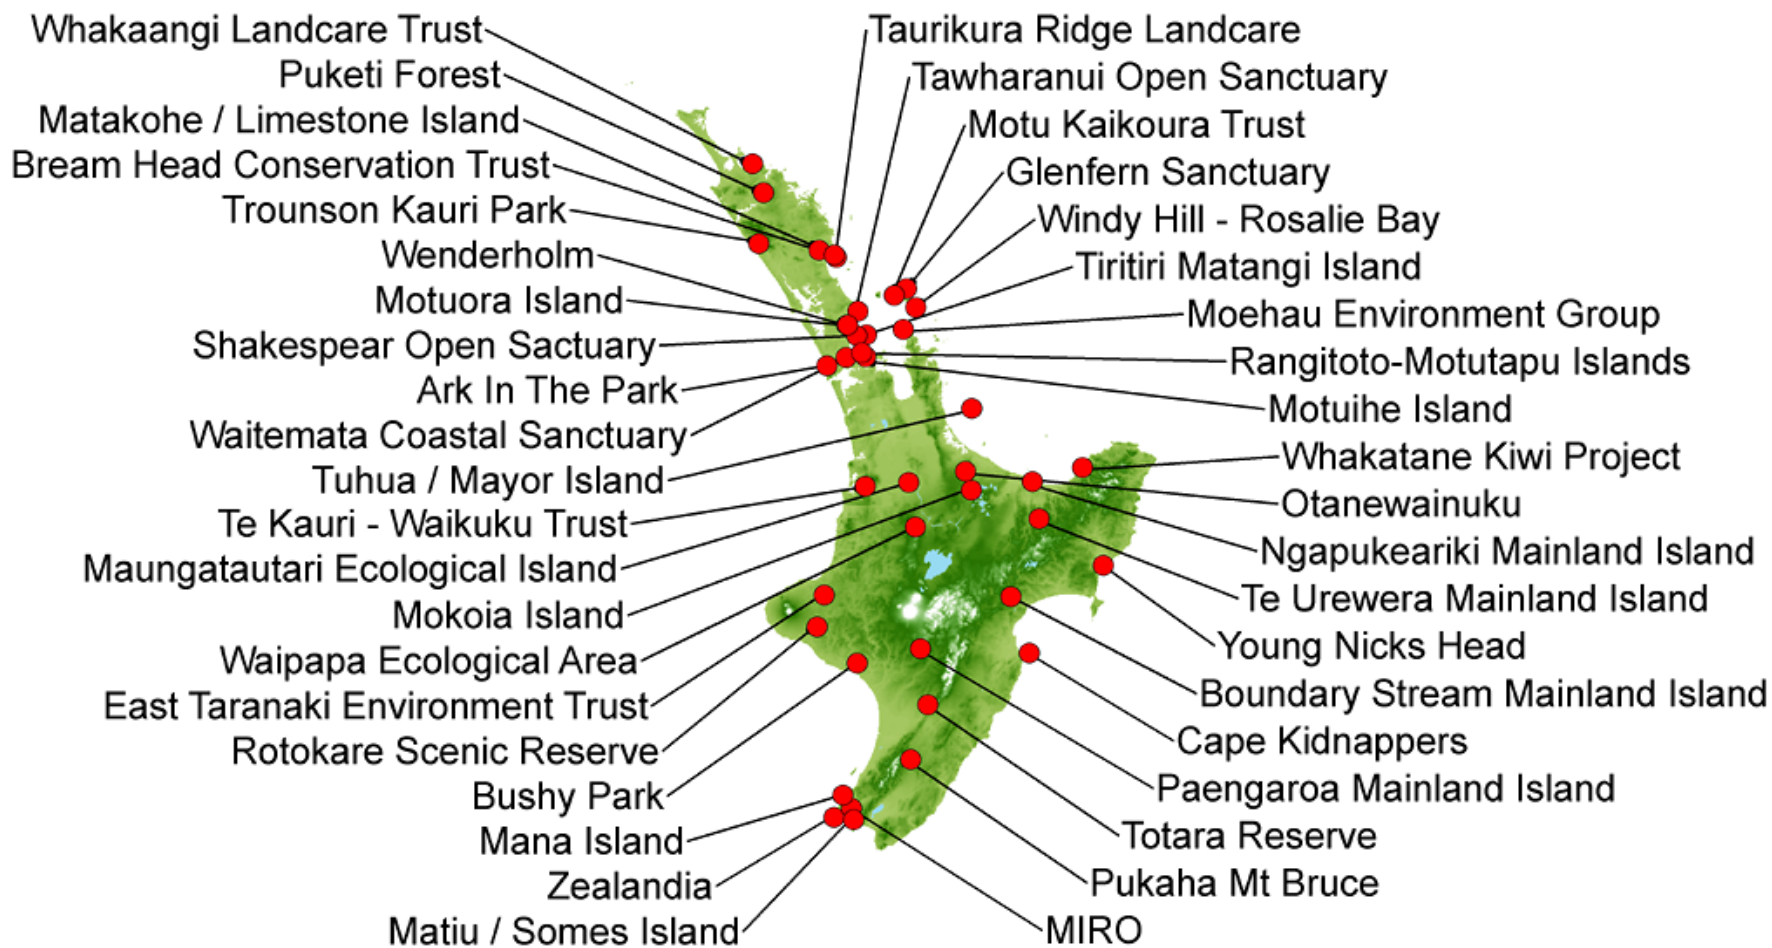 Whakaangi Landcare Trust
Puketi Forest
Matakohe / Limestone Island
Bream Head Conservation Trust
Trounson Kauri Park
Wenderholm
Motuora Island
Shakespear Open Sactuary
Ark In The Park
Waitemata Coastal Sanctuary
Tuhua / Mayor Island
Te Kauri - Waikuku Trust
Maungatautari Ecological Island
Mokoia Island
Waipapa Ecological Area
East Taranaki Environment Trust
Rotokare Scenic Reserve
Bushy Park
Mana Island
Zealandia
Matiu / Somes Island
Taurikura Ridge Landcare
Tawharanui Open Sanctuary
Motu Kaikoura Trust
Glenfern Sanctuary
Windy Hill - Rosalie Bay
Tiritiri Matangi Island
Moehau Environment Group
Rangitoto-Motutapu Islands
Motuihe Island
Whakatane Kiwi Project
Otanewainuku
Ngapukeariki Mainland Island
Te Urewera Mainland Island
Young Nicks Head
Boundary Stream Mainland Island
Cape Kidnappers
Paengaroa Mainland Island
Totara Reserve
Pukaha Mt Bruce
MIRO